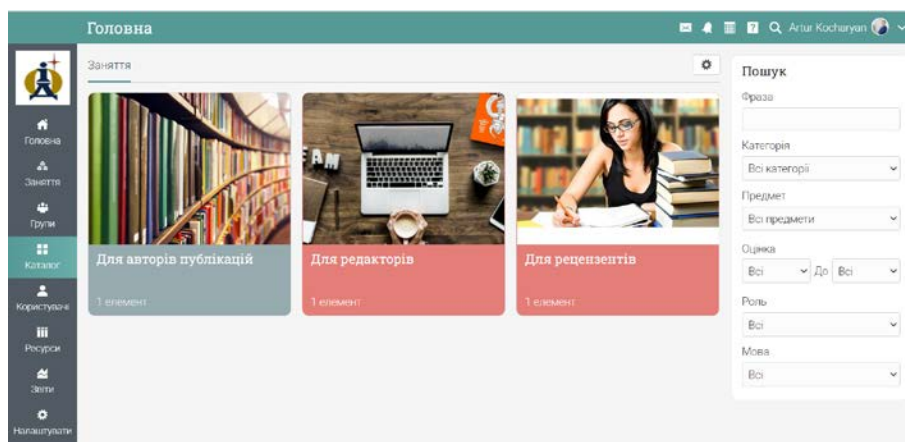 Головна
Artur Kocharyan
Головна
Заняття
Групи
Каталог
Користувачі
Ресурси
Звіти
Налаштувати
Заняття
Для авторів публікацій
1 елемент
Для редакторів
1 елемент
Для рецензентів
1 елемент
Пошук
Фраза
Категорія
Всі категорії
Предмет
Всі предмети
Оцінка
Всі До Всі
Роль
Всі
Мова
Всі